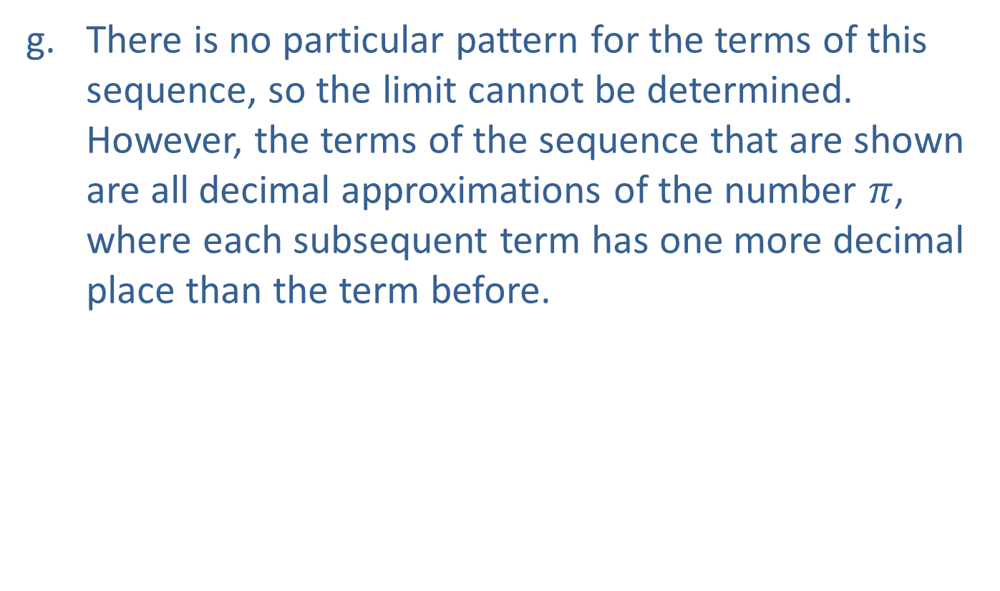 g. There is no particular pattern for the terms of this
sequence, so the limit cannot be determined.
However, the terms of the sequence that are shown
are all decimal approximations of the number 𝜋,
where each subsequent term has one more decimal
place than the term before.